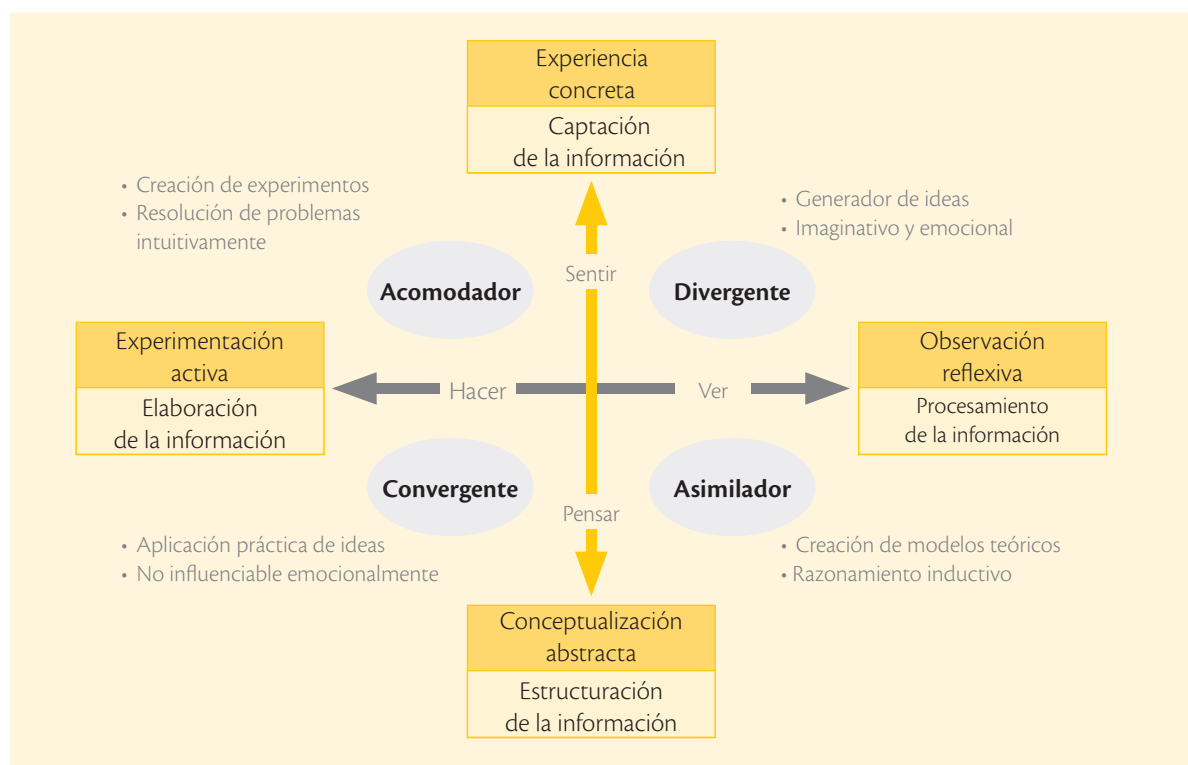 Experiencia
concreta
Captación
de la información
• Creación de experimentos
• Resolución de problemas
intuitivamente
• Generador de ideas
• Imaginativo y emocional
Acomodador
Sentir
Divergente
Experimentación
activa
Elaboración
de la información
Hacer
Ver
Observación
reflexiva
Procesamiento
de la información
Convergente
Pensar
Asimilador
• Aplicación práctica de ideas
• No influenciable emocionalmente
• Creación de modelos teóricos
• Razonamiento inductivo
Conceptualización
abstracta
Estructuración
de la información